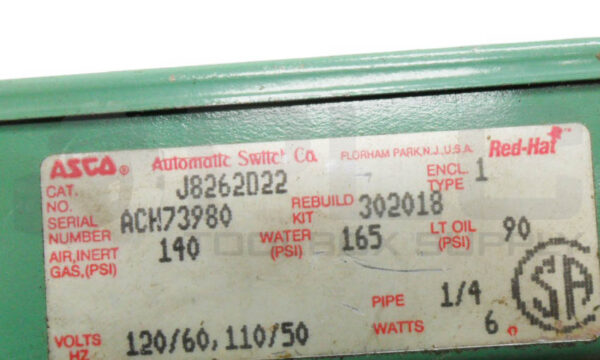 ASCO® Automatic Switch Co. FLORHAM PARK, N.J., U.S.A. Red-Hat
CAT. NO. J8262D22 ENCL. TYPE 1
SERIAL NUMBER ACM73980 REBUILD KIT 302018
AIR, INERT GAS, (PSI) 140 WATER (PSI) 165 LT OIL (PSI) 90
SA
PIPE 1/4
VOLTS HZ 120/60, 110/50 WATTS 6